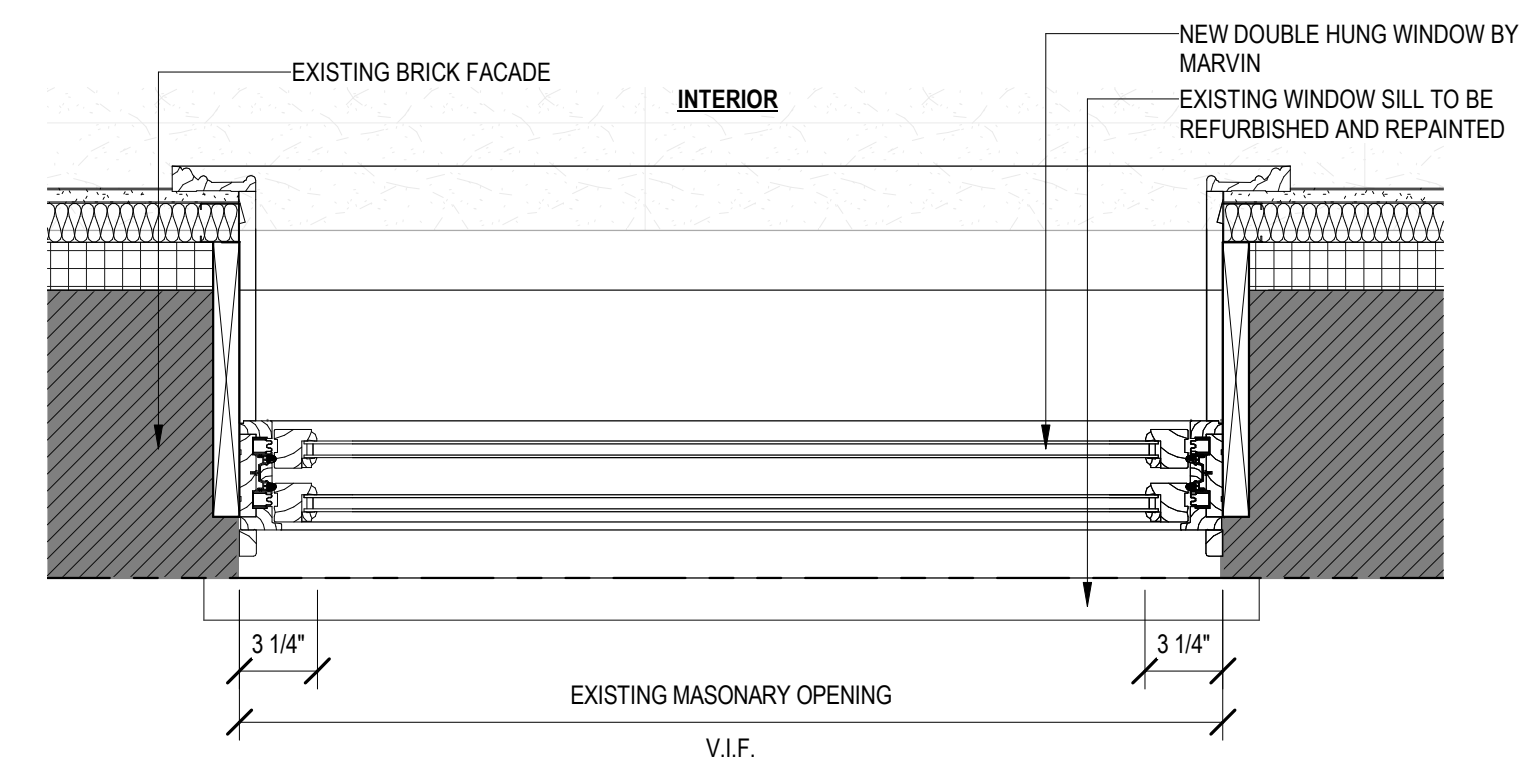 NEW DOUBLE HUNG WINDOW BY
MARVIN
EXISTING BRICK FACADE
INTERIOR
EXISTING WINDOW SILL TO BE
REFURBISHED AND REPAINTED
3 1/4"
3 1/4"
EXISTING MASONARY OPENING
V.I.F.